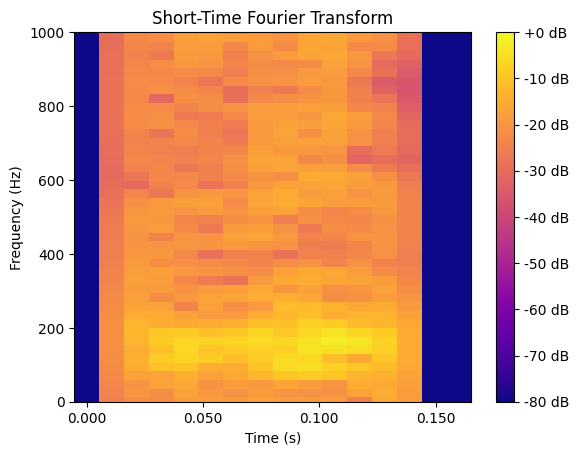 Short-Time Fourier Transform
1000
800
600
400
200
0
Frequency (Hz)
0.000
0.050
0.100
0.150
Time (s)
+0 dB
-10 dB
-20 dB
-30 dB
-40 dB
-50 dB
-60 dB
-70 dB
-80 dB